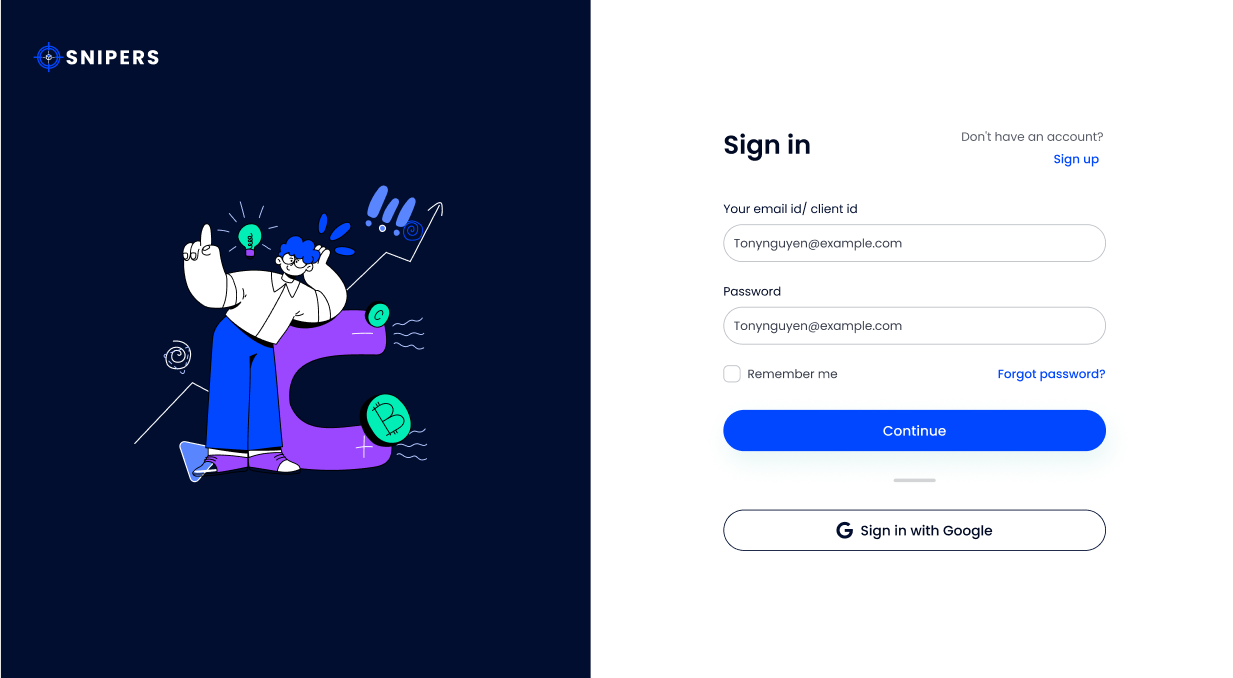 SNIPERS
Sign in
Don't have an account?
Sign up
Your email id/ client id
Tonynguyen@example.com
Password
Tonynguyen@example.com
Remember me
Forgot password?
Continue
Sign in with Google